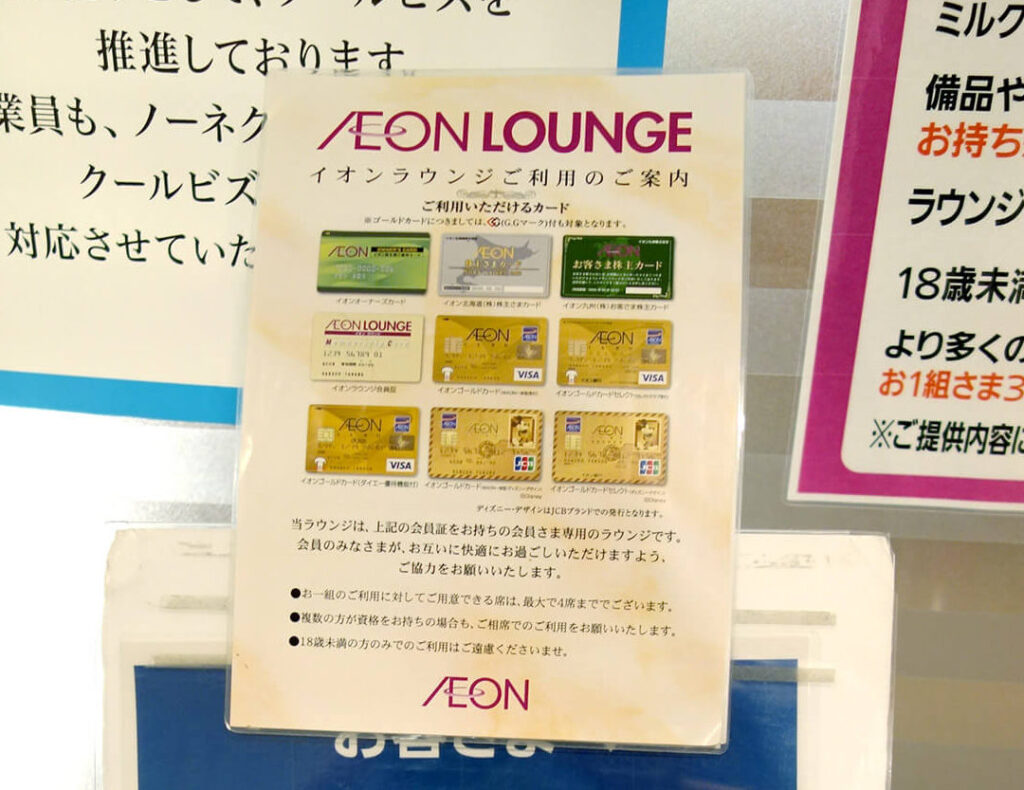 推進しております
業員も、ノーネク
クールビズ
対応させていた
ÆON LOUNGE
イオンラウンジご利用のご案内
ご利用いただけるカード
※ゴールドカードにつきましては、(G.Gマーク)付も対象となります。
イオンオーナーズカード
イオン北海道(株)株主さまカード
イオン九州(株)お客さま株主カード
ÆON
ÆON
お客さま株主カード
ÆON LOUNGE
イオンラウンジ会員証
ÆON
VISA
イオンゴールドカード
ÆON
VISA
イオンゴールドカードセレクト
ÆON
VISA
イオンゴールドカード(ダイエー優待機能付)
ÆON
JCB
イオンゴールドカード
©Disney
ÆON
JCB
イオンゴールドカードセレクト
©Disney
ディズニー・デザインはJCBブランドでの発行となります。
当ラウンジは、上記の会員証をお持ちの会員さま専用のラウンジです。
会員のみなさまが、お互いに快適にお過ごしいただけますよう、
ご協力をお願いいたします。
●お一組のご利用に対してご用意できる席は、最大で4席まででございます。
●複数の方が資格をお持ちの場合も、ご相席でのご利用をお願いいたします。
●18歳未満の方のみでのご利用はご遠慮くださいませ。
ÆON
ミルク
備品や
お持ち
ラウンジ
18歳未満
より多くの
お1組さま3
※ご提供内容に
お客さま